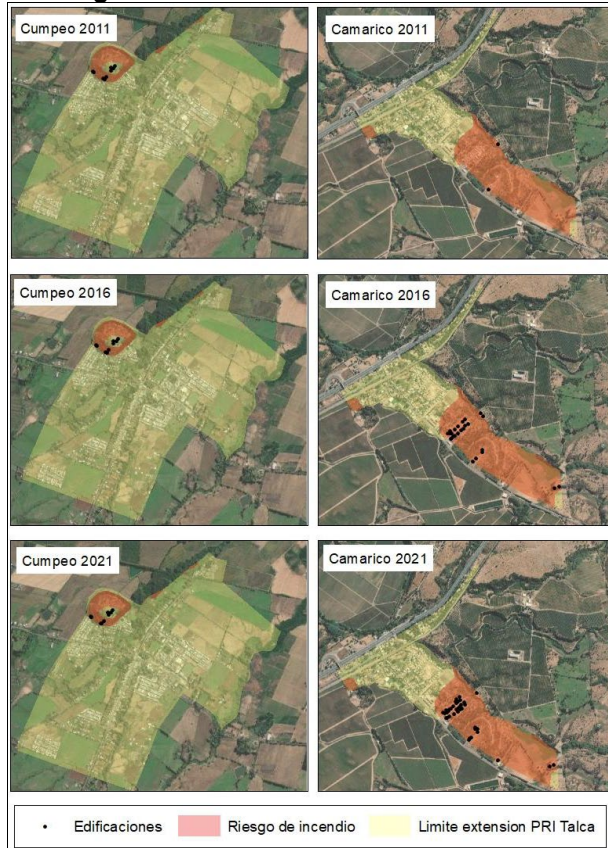 Cumpeo 2011
Camarico 2011
Cumpeo 2016
Camarico 2016
Cumpeo 2021
Camarico 2021
Edificaciones
Riesgo de incendio
Limite extension PRI Talca